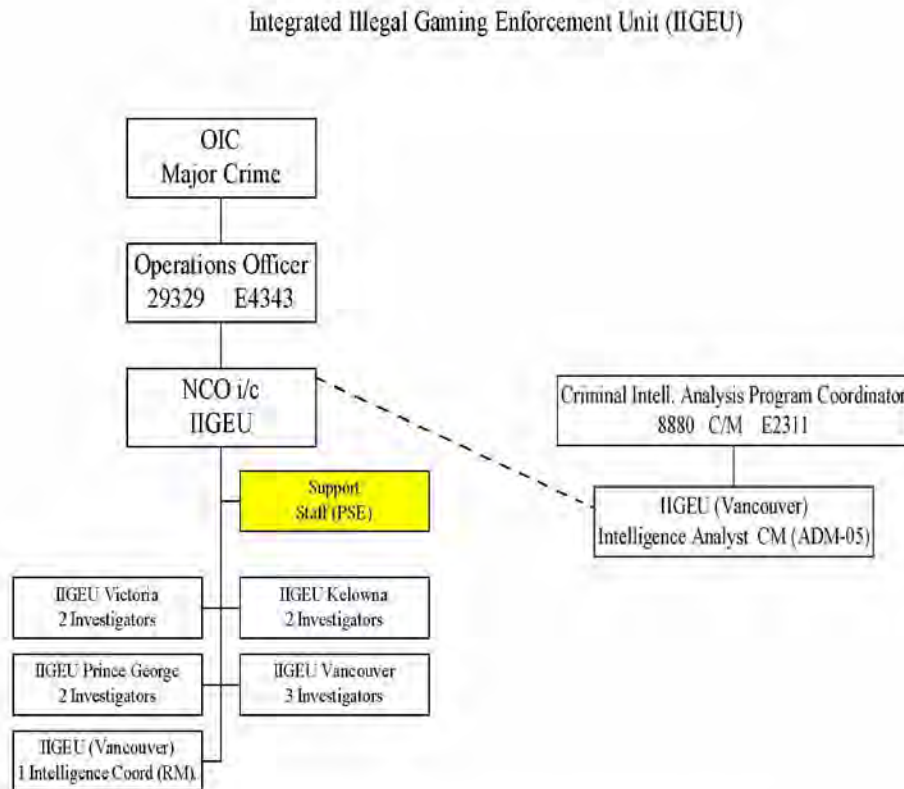 Integrated Illegal Gaming Enforcement Unit (IIGEU)
OIC
Major Crime
Operations Officer
29329 E4343
NCO i/c
IIGEU
Criminal Intell. Analysis Program Coordinator
8880 C/M E2311
Support
Staff (PSE)
IIGEU (Vancouver)
Intelligence Analyst CM (ADM-05)
IIGEU Victoria
2 Investigators
IIGEU Kelowna
2 Investigators
IIGEU Prince George
2 Investigators
IIGEU Vancouver
3 Investigators
IIGEU (Vancouver)
1 Intelligence Coord (RM).